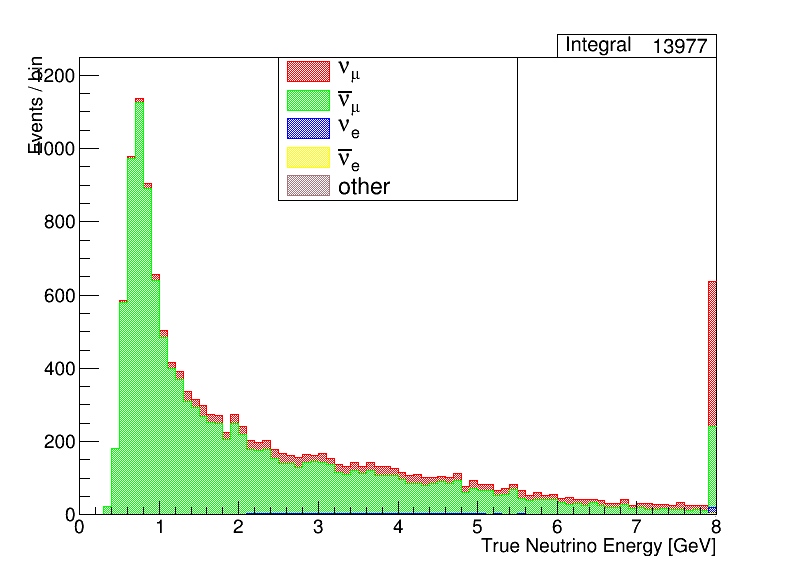 Integral 13977
Events / bin
ν_μ
ν̅_μ
ν_e
ν̅_e
other
1200
1000
800
600
400
200
0
0 1 2 3 4 5 6 7 8
True Neutrino Energy [GeV]